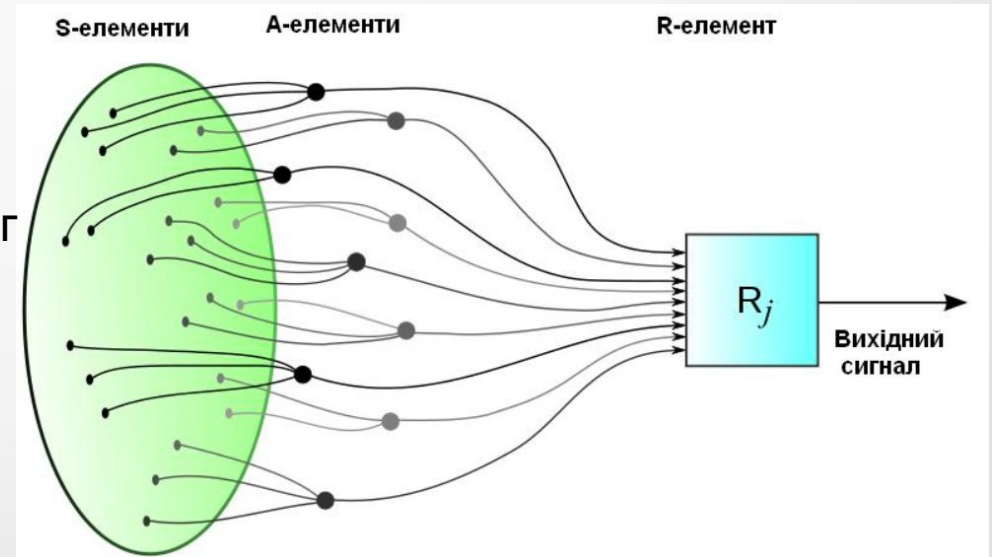 S-елементи
А-елементи
R-елемент
г
Rj
Вихідний
сигнал